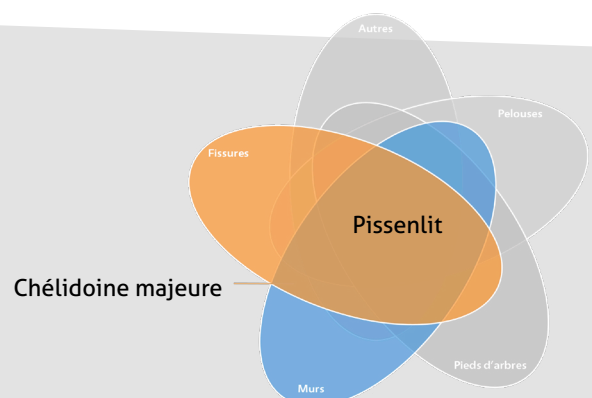 Autres
Pelouses
Fissures
Pissenlit
Chélidoine majeure
Pieds d'arbres
Murs